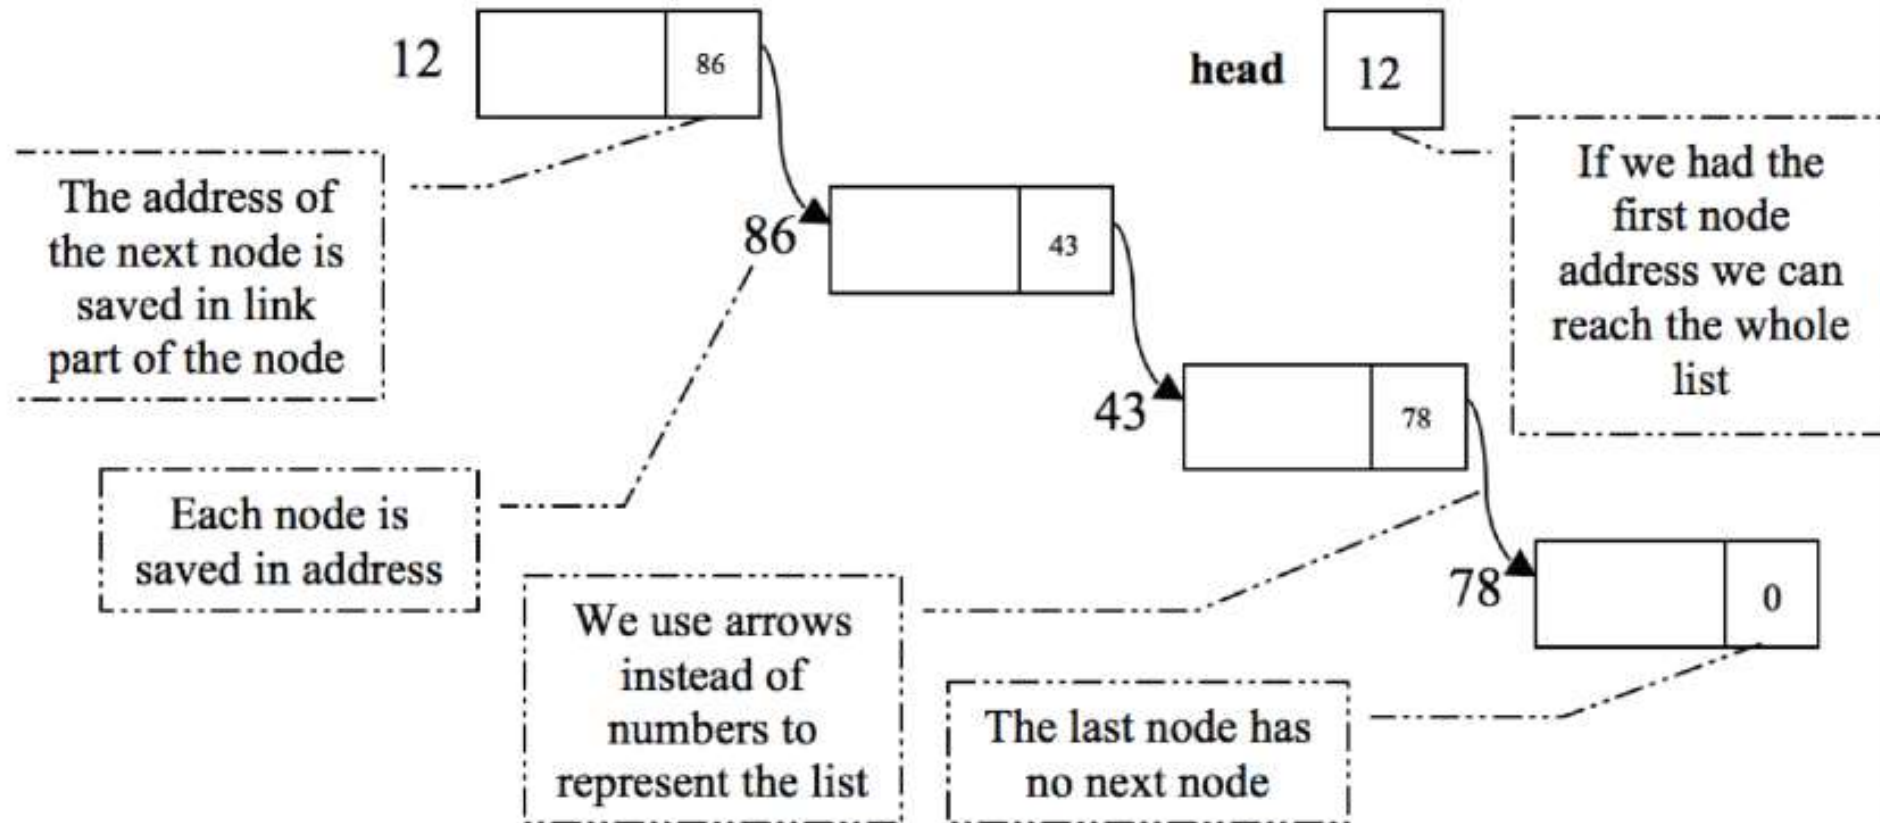 12
86
head
12
The address of
the next node is
saved in link
part of the node
86
43
If we had the
first node
address we can
reach the whole
list
43
78
Each node is
saved in address
78
0
We use arrows
instead of
numbers to
represent the list
The last node has
no next node